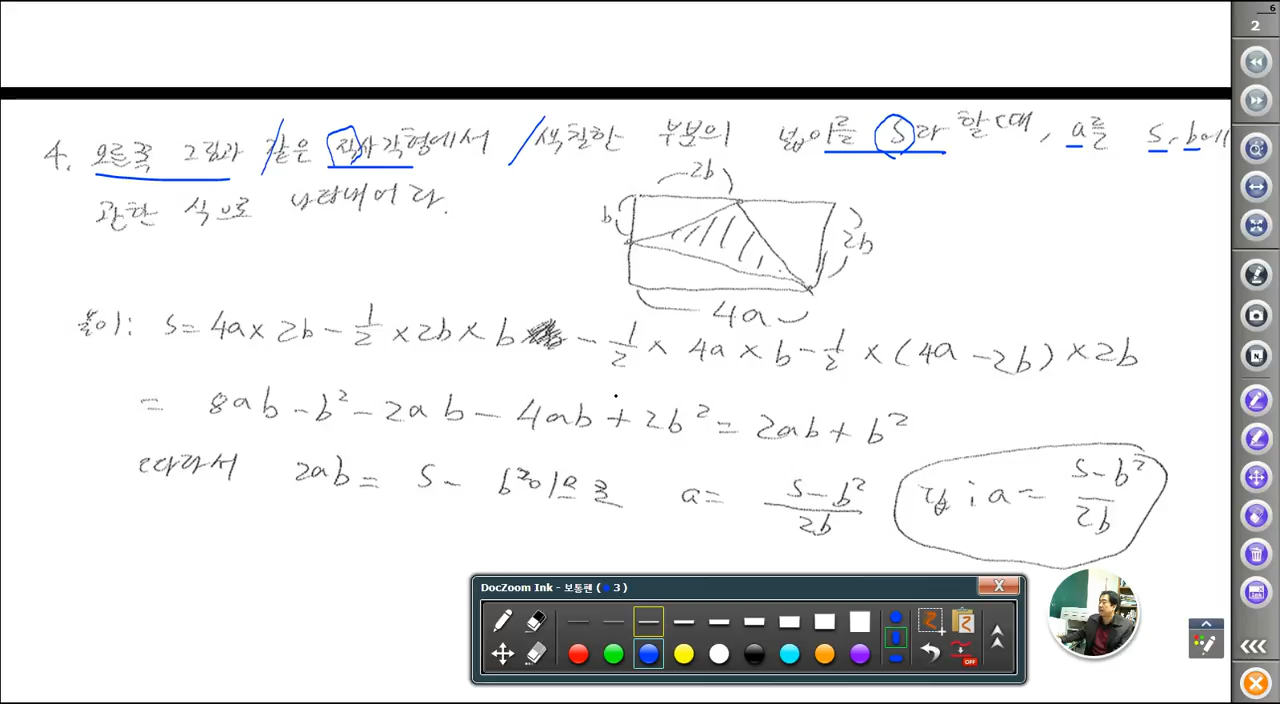 6
2
4. 오른쪽 그림과 같은 직사각형에서 색칠한 부분의 넓이를 S라 할 때, a를 S, b에
관한 식으로 나타내어라.
2b
b
2b
4a
풀이: S = 4a × 2b - 1/2 × 2b × b - 1/2 × 4a × b - 1/2 × (4a - 2b) × 2b
= 8ab - b² - 2ab - 4ab + 2b² = 2ab + b²
따라서 2ab = S - b²이므로 a = (S - b²)/2b 답 : a = (S - b²)/2b
DocZoom Ink - 보통펜 ( 3 )
OFF